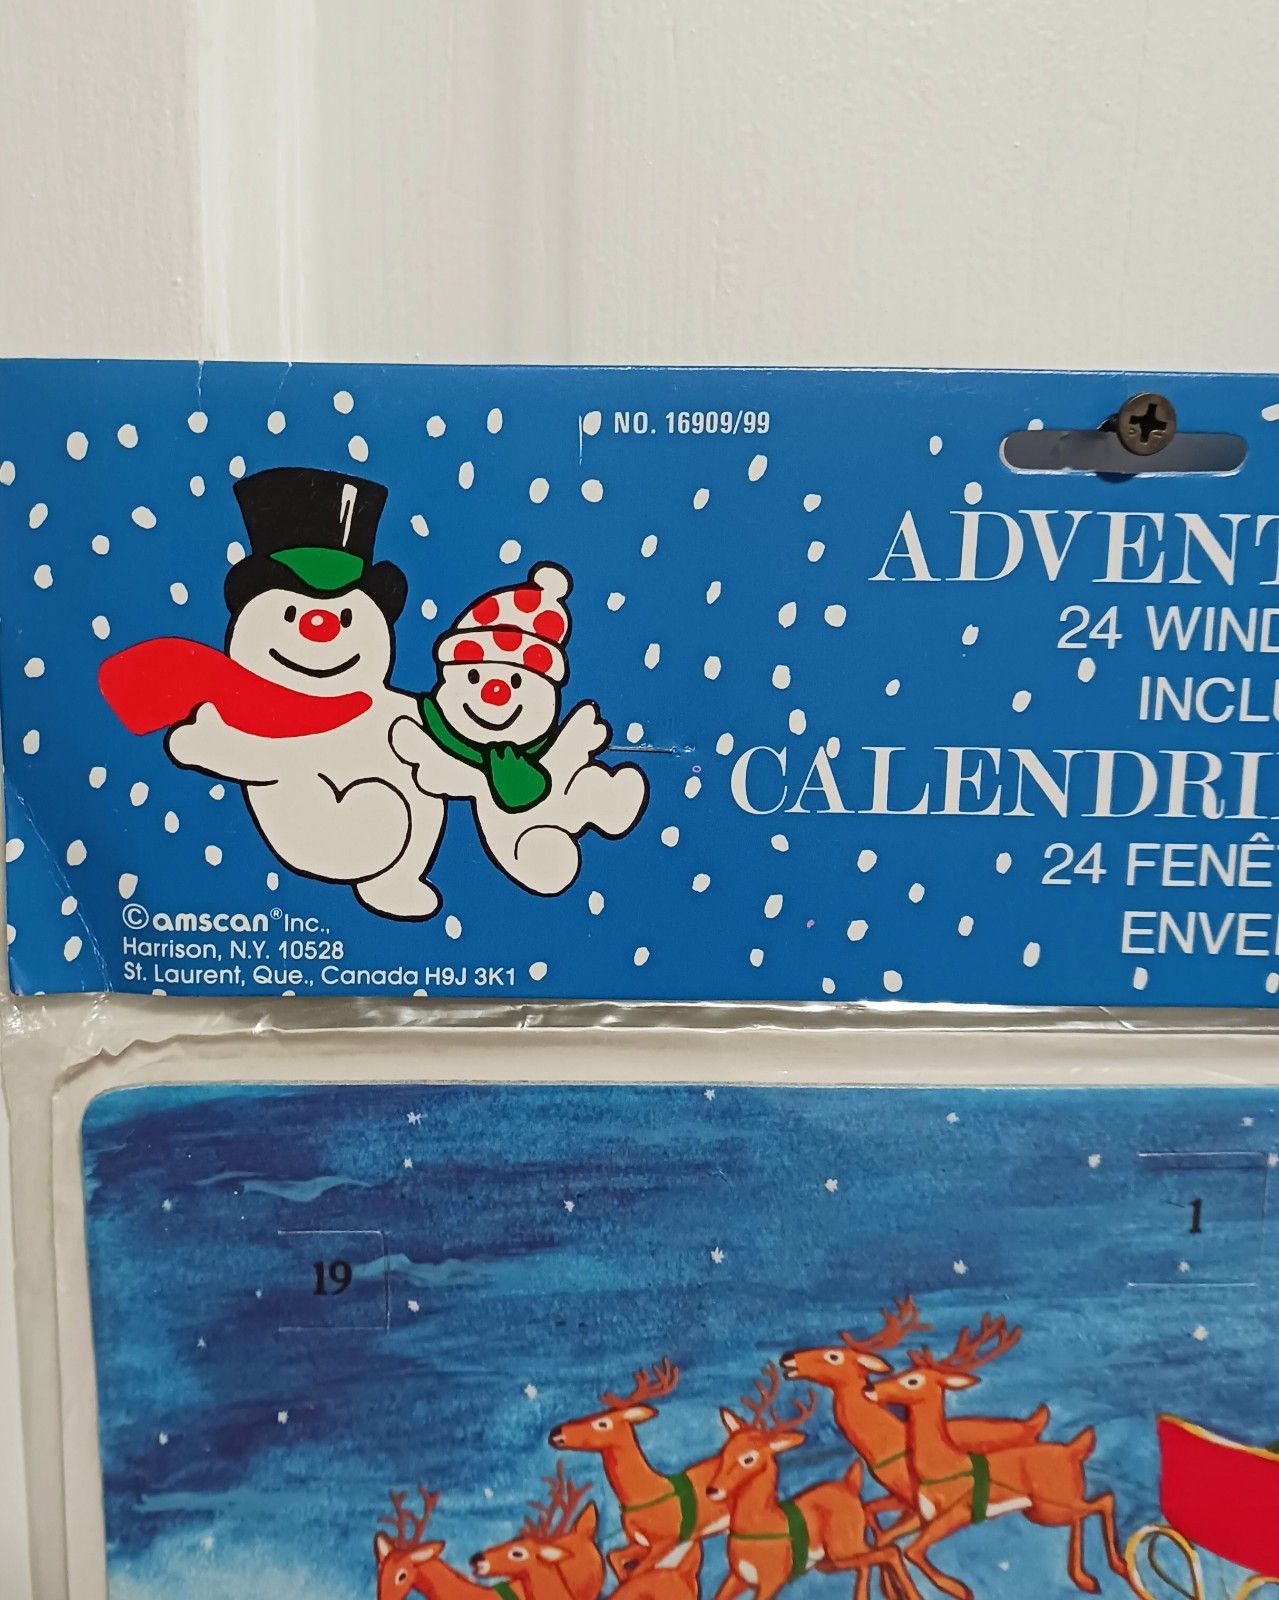 NO. 16909/99
ADVENT
24 WIND
INCLU
CALENDRI
24 FENÊT
ENVE
©amscan® Inc.,
Harrison, N.Y. 10528
St. Laurent, Que., Canada H9J 3K1
1
19